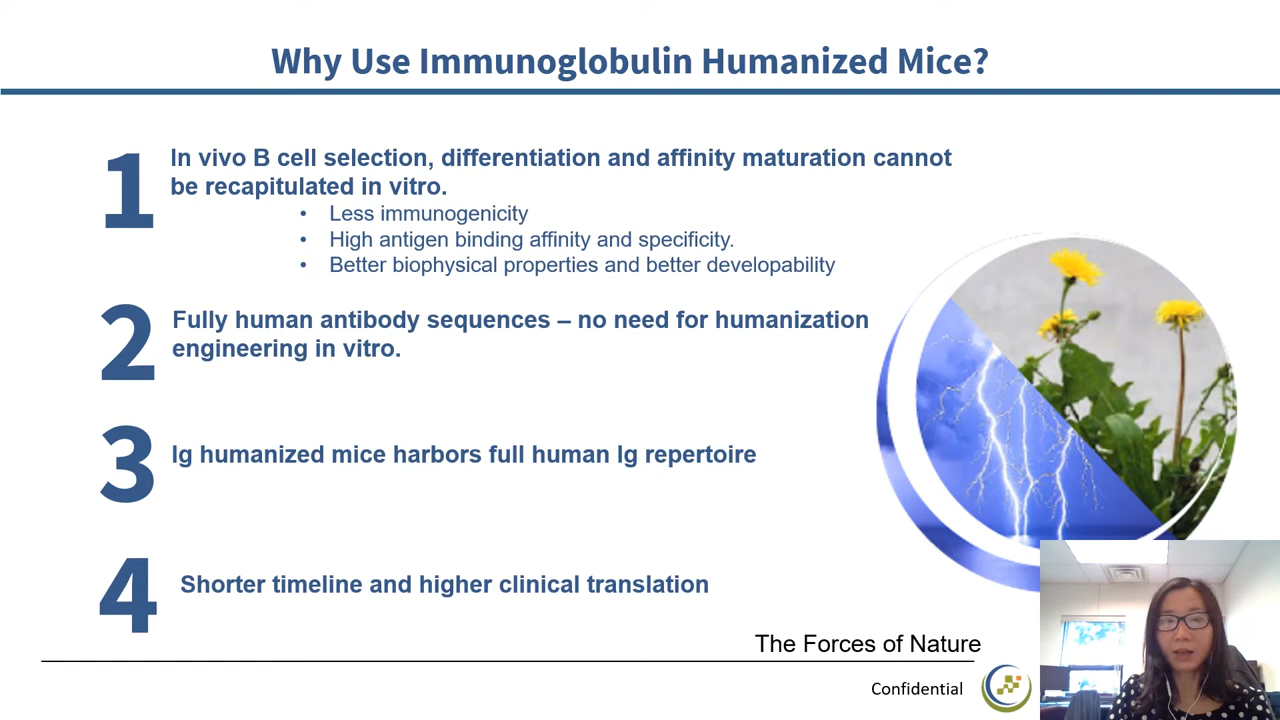 Why Use Immunoglobulin Humanized Mice?
1
In vivo B cell selection, differentiation and affinity maturation cannot
be recapitulated in vitro.
• Less immunogenicity
• High antigen binding affinity and specificity.
• Better biophysical properties and better developability
2
Fully human antibody sequences – no need for humanization
engineering in vitro.
3
Ig humanized mice harbors full human Ig repertoire
4
Shorter timeline and higher clinical translation
The Forces of Nature
Confidential